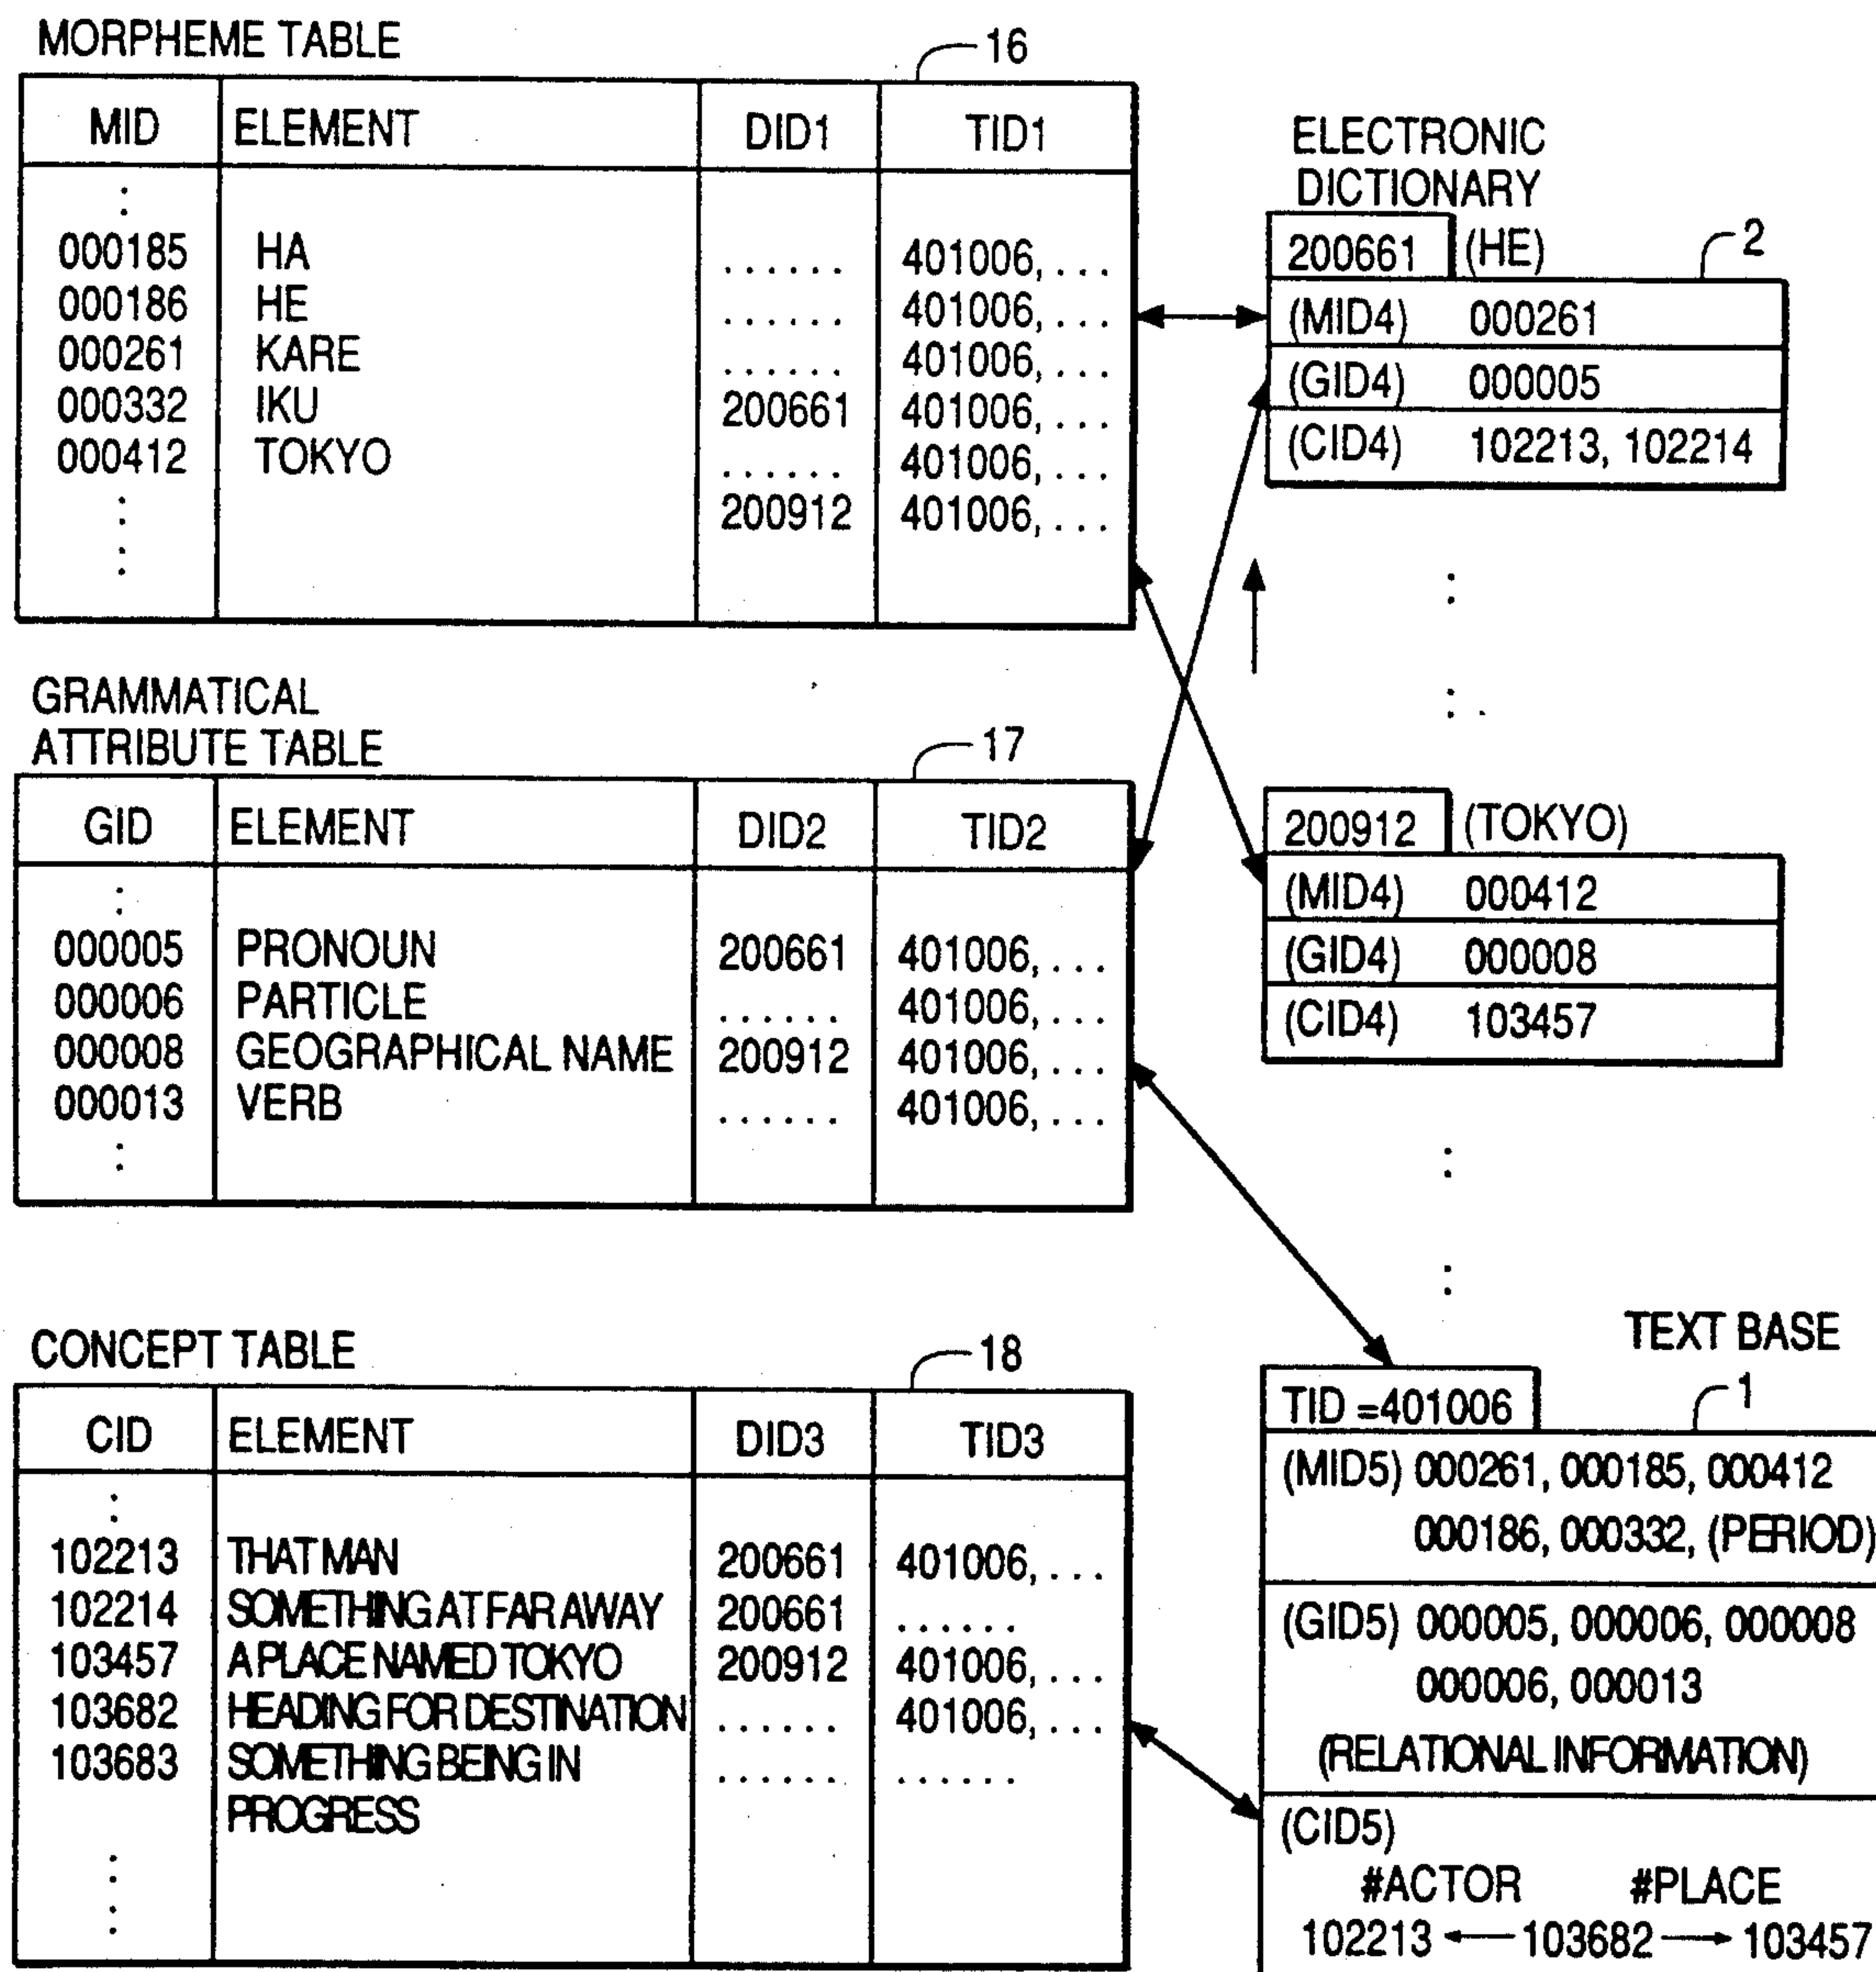 MORPHEME TABLE
16
MID ELEMENT DID1 TID1
:
000185 HA ...... 401006, ...
000186 HE ...... 401006, ...
000261 KARE ...... 401006, ...
000332 IKU 200661 401006, ...
000412 TOKYO ...... 401006, ...
: 200912 401006, ...
:
ELECTRONIC
DICTIONARY
200661 (HE)
2
(MID4) 000261
(GID4) 000005
(CID4) 102213, 102214
:
:
GRAMMATICAL
ATTRIBUTE TABLE
17
GID ELEMENT DID2 TID2
:
000005 PRONOUN 200661 401006, ...
000006 PARTICLE ...... 401006, ...
000008 GEOGRAPHICAL NAME 200912 401006, ...
000013 VERB ...... 401006, ...
:
200912 (TOKYO)
(MID4) 000412
(GID4) 000008
(CID4) 103457
:
:
CONCEPT TABLE
18
CID ELEMENT DID3 TID3
:
102213 THAT MAN 200661 401006, ...
102214 SOMETHING AT FAR AWAY 200661 ......
103457 A PLACE NAMED TOKYO 200912 401006, ...
103682 HEADING FOR DESTINATION ...... 401006, ...
103683 SOMETHING BEING IN ...... ......
PROGRESS
:
:
TEXT BASE
TID =401006
1
(MID5) 000261, 000185, 000412
000186, 000332, (PERIOD)
(GID5) 000005, 000006, 000008
000006, 000013
(RELATIONAL INFORMATION)
(CID5)
#ACTOR #PLACE
102213 ← 103682 → 103457